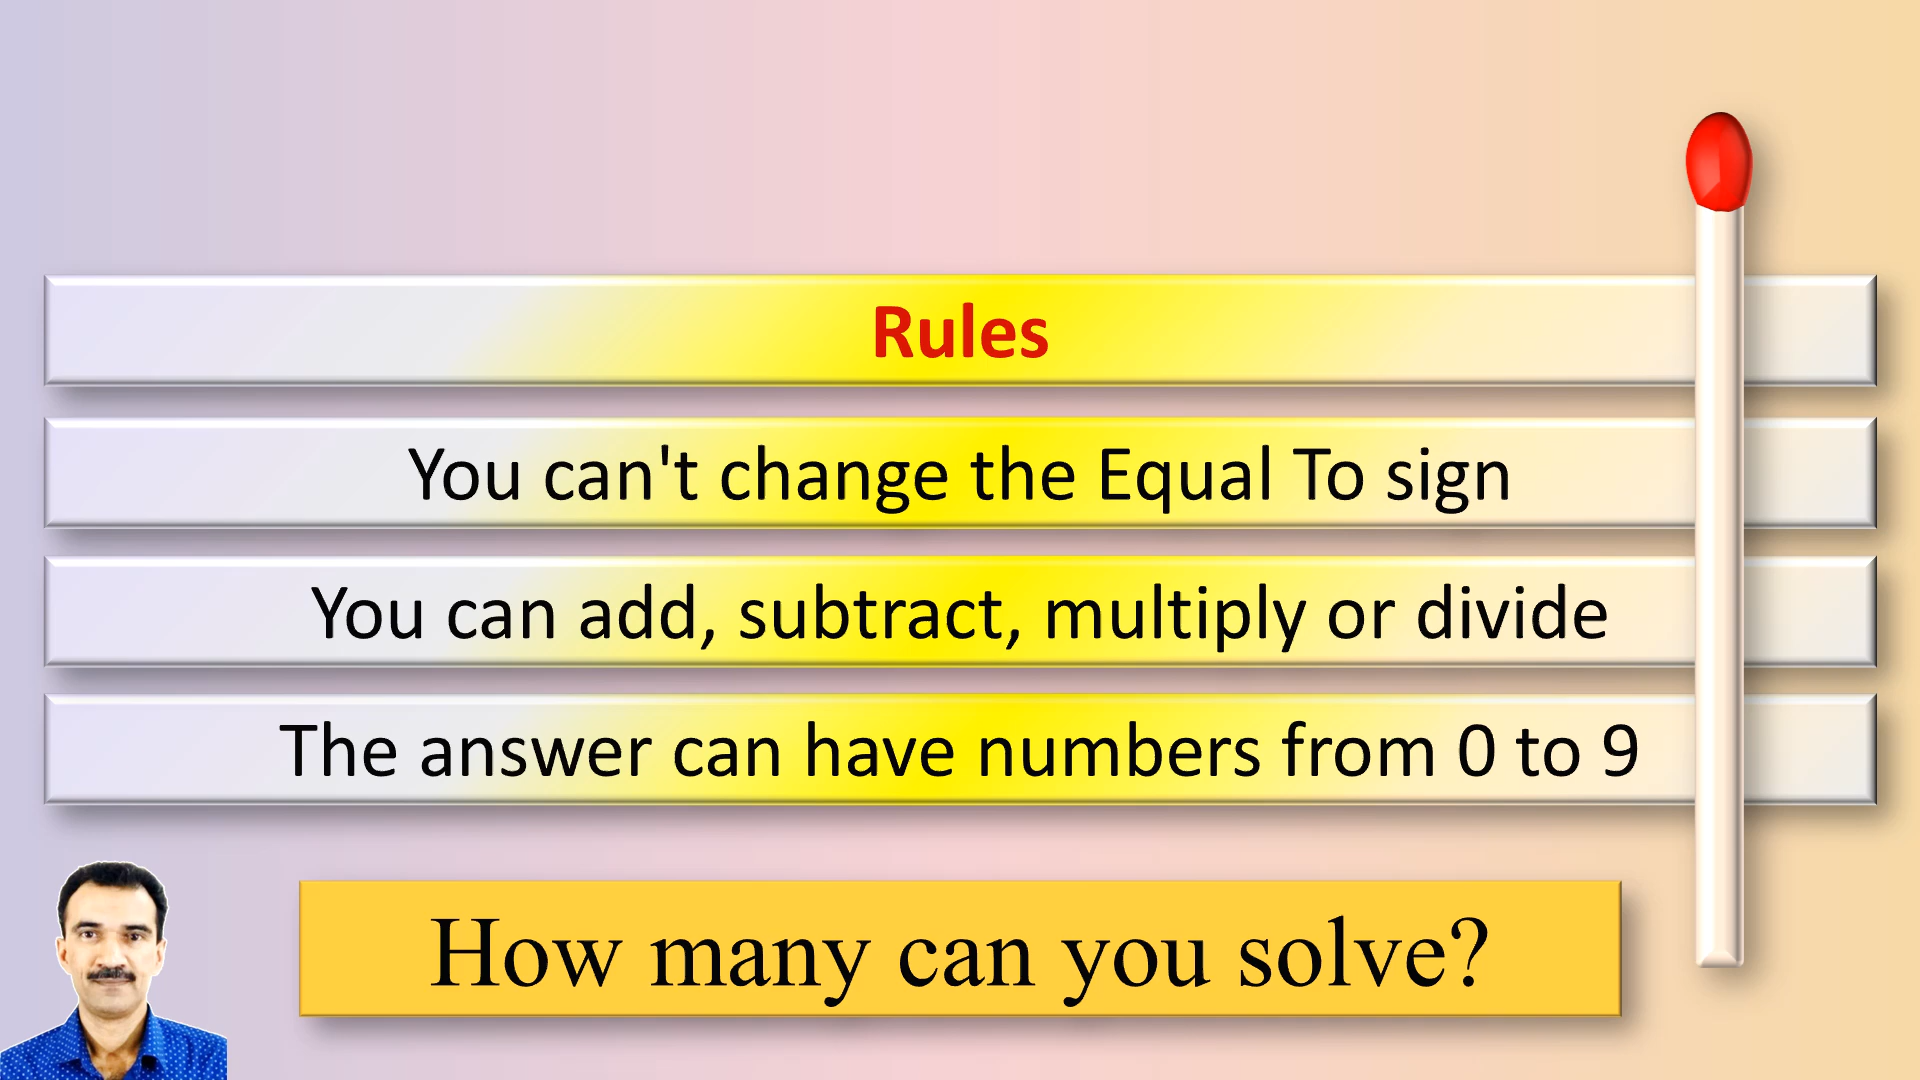 Rules
You can't change the Equal To sign
You can add, subtract, multiply or divide
The answer can have numbers from 0 to 9
How many can you solve?